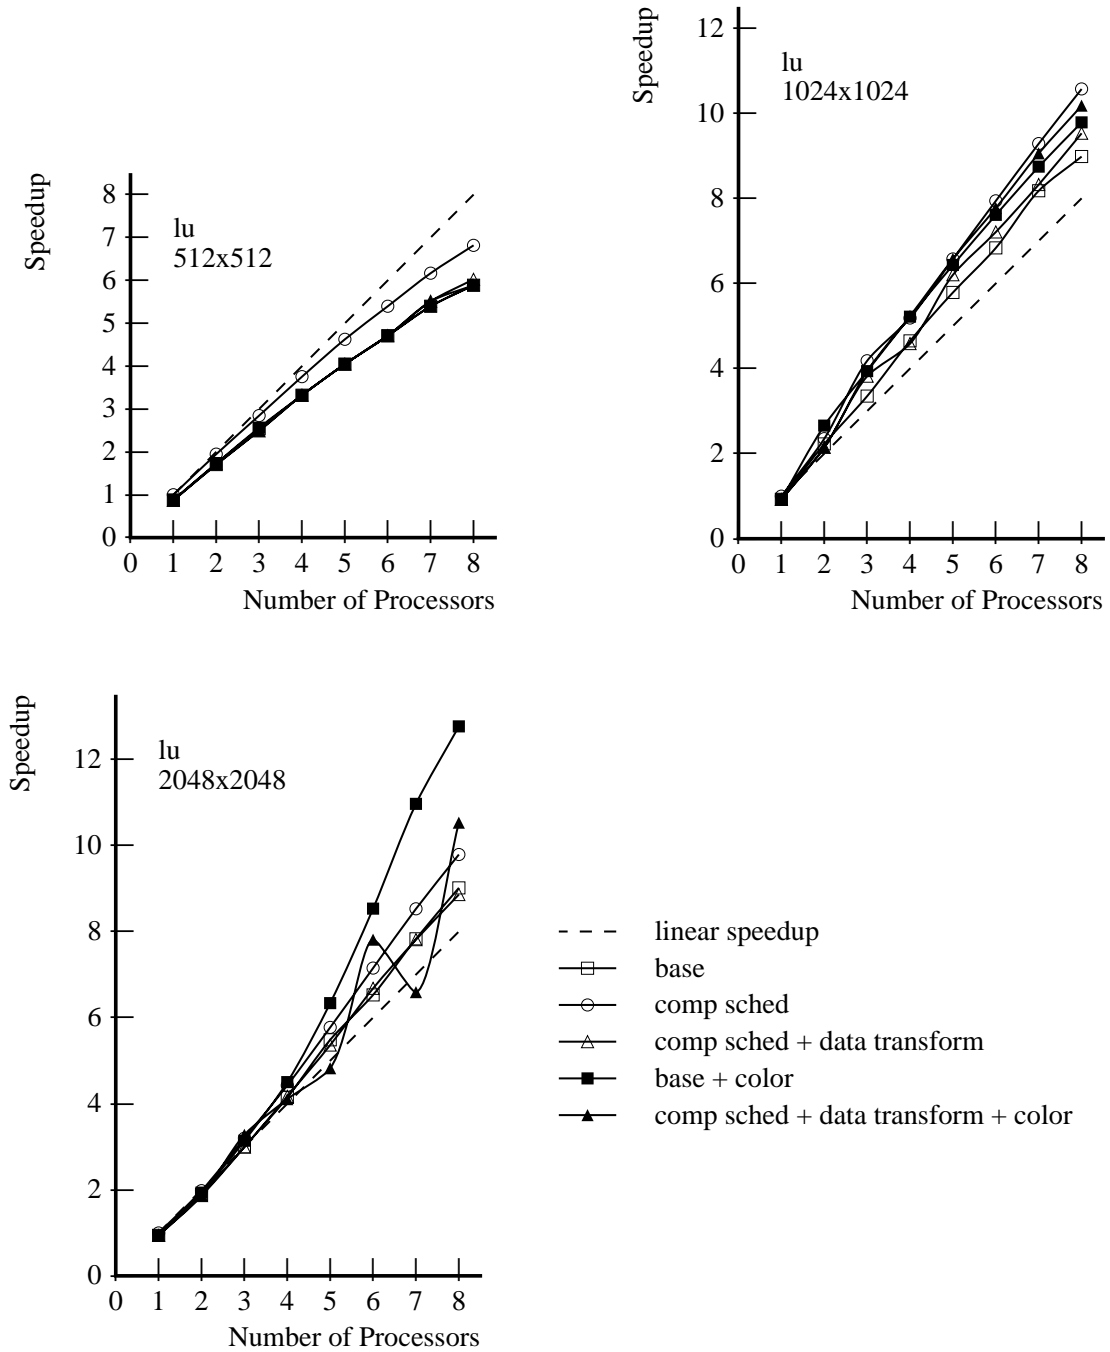 Speedup
8
7
6
5
4
3
2
1
0
lu
512x512
0 1 2 3 4 5 6 7 8
Number of Processors
Speedup
12
10
8
6
4
2
0
lu
1024x1024
0 1 2 3 4 5 6 7 8
Number of Processors
Speedup
12
10
8
6
4
2
0
lu
2048x2048
0 1 2 3 4 5 6 7 8
Number of Processors
linear speedup
base
comp sched
comp sched + data transform
base + color
comp sched + data transform + color